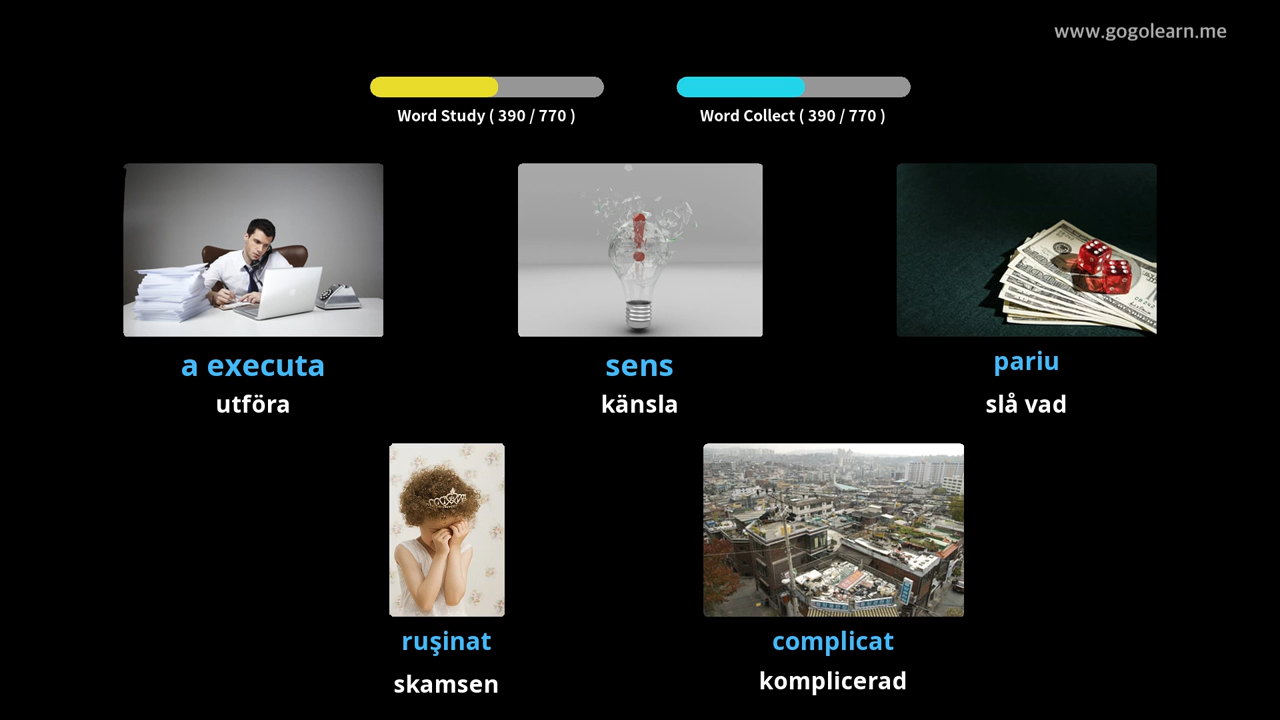 www.gogolearn.me
Word Study ( 390 / 770 )
Word Collect ( 390 / 770 )
a executa
utföra
sens
känsla
pariu
slå vad
ruşinat
skamsen
complicat
komplicerad